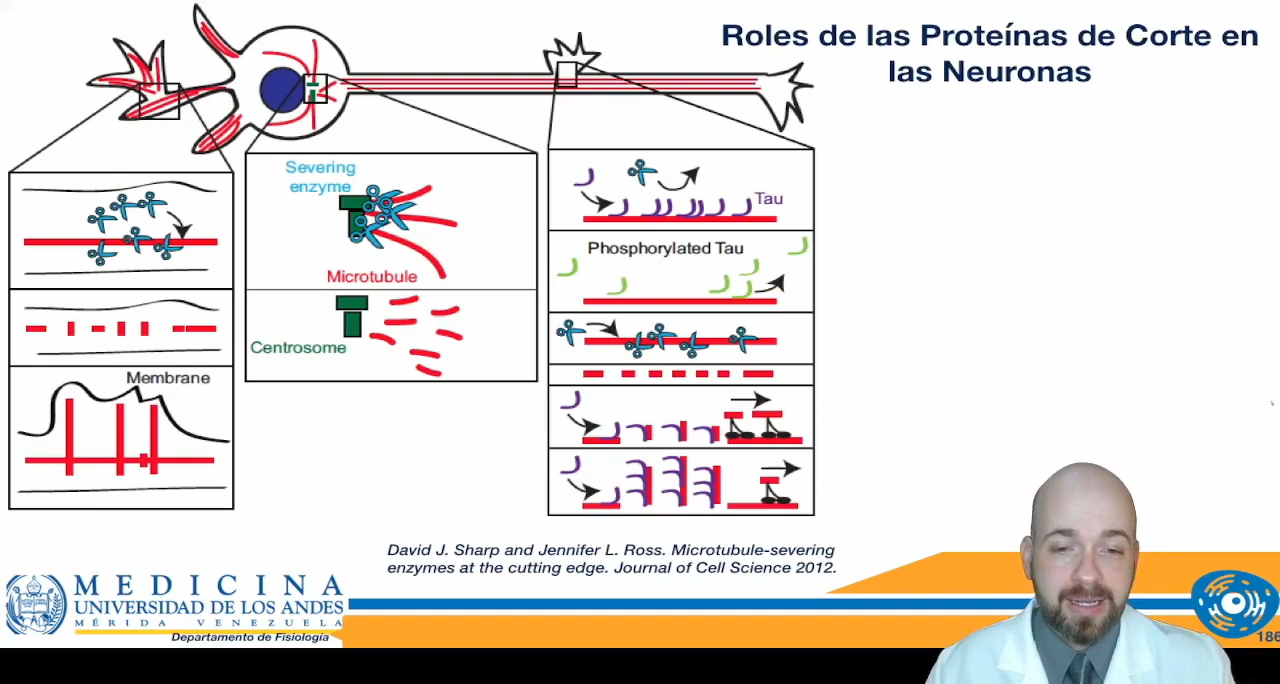 Roles de las Proteínas de Corte en
las Neuronas
Severing
enzyme
Microtubule
Centrosome
Membrane
Tau
Phosphorylated Tau
David J. Sharp and Jennifer L. Ross. Microtubule-severing
enzymes at the cutting edge. Journal of Cell Science 2012.
MEDICINA
UNIVERSIDAD DE LOS ANDES
MÉRIDA VENEZUELA
Departamento de Fisiología
186